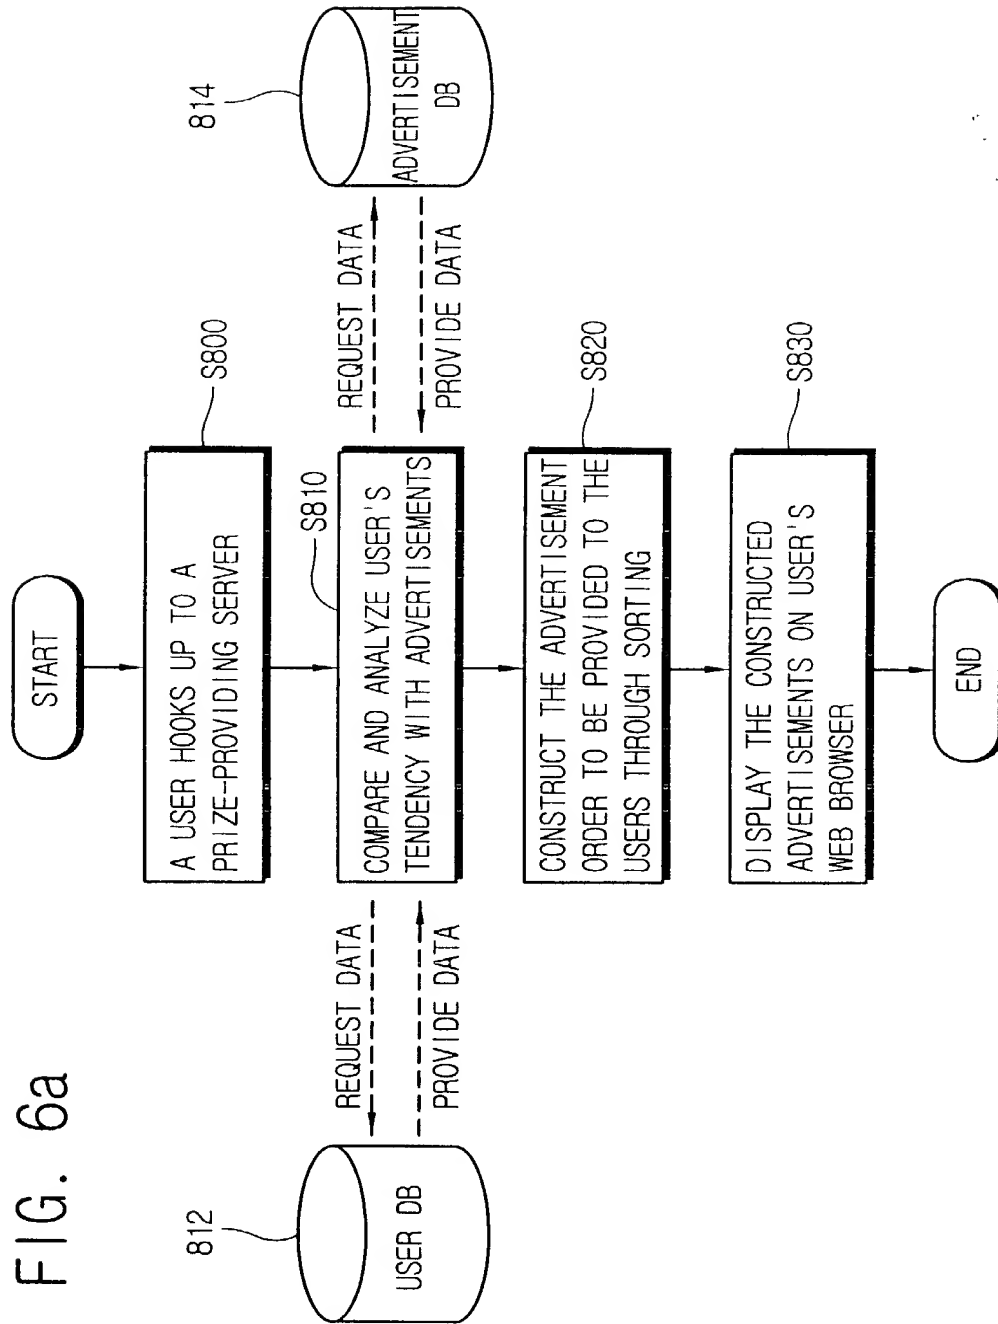 FIG. 6a
START
S800
A USER HOOKS UP TO A
PRIZE-PROVIDING SERVER
812
USER DB
REQUEST DATA
PROVIDE DATA
S810
COMPARE AND ANALYZE USER'S
TENDENCY WITH ADVERTISEMENTS
REQUEST DATA
PROVIDE DATA
814
ADVERTISEMENT
DB
S820
CONSTRUCT THE ADVERTISEMENT
ORDER TO BE PROVIDED TO THE
USERS THROUGH SORTING
S830
DISPLAY THE CONSTRUCTED
ADVERTISEMENTS ON USER'S
WEB BROWSER
END